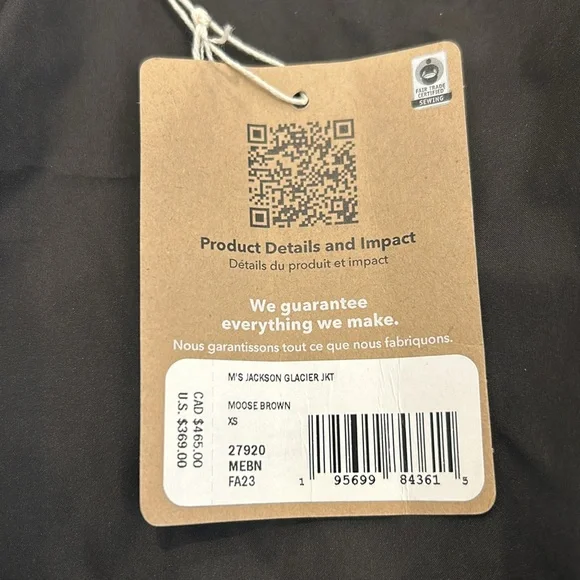 FAIR TRADE
CERTIFIED
SEWING
Product Details and Impact
Détails du produit et impact
We guarantee
everything we make.
Nous garantissons tout ce que nous fabriquons.
CAD $465.00
U.S. $369.00
M'S JACKSON GLACIER JKT
MOOSE BROWN
XS
27920
MEBN
FA23
1 95699 84361 5